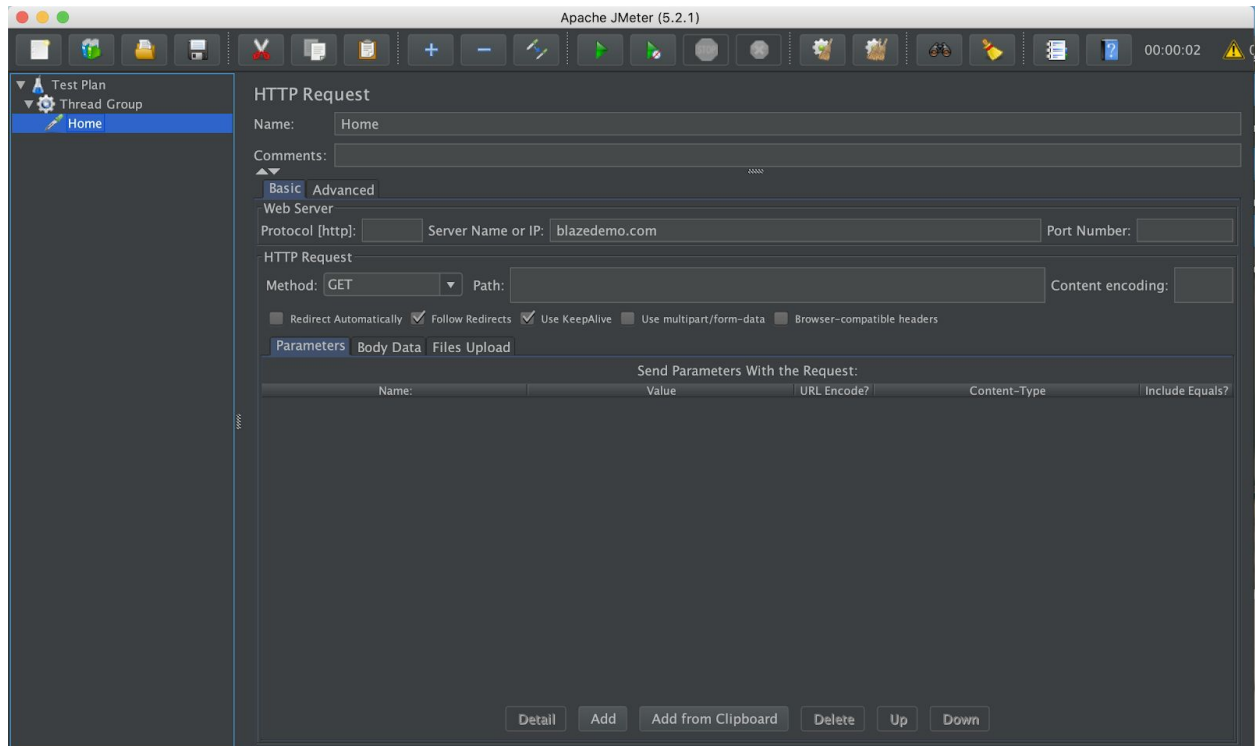 Apache JMeter (5.2.1)
00:00:02
Test Plan
Thread Group
Home
HTTP Request
Name: Home
Comments:
Basic Advanced
Web Server
Protocol [http]: Server Name or IP: blazedemo.com Port Number:
HTTP Request
Method: GET Path: Content encoding:
Redirect Automatically Follow Redirects Use KeepAlive Use multipart/form-data Browser-compatible headers
Parameters Body Data Files Upload
Send Parameters With the Request:
Name: Value URL Encode? Content-Type Include Equals?
Detail Add Add from Clipboard Delete Up Down